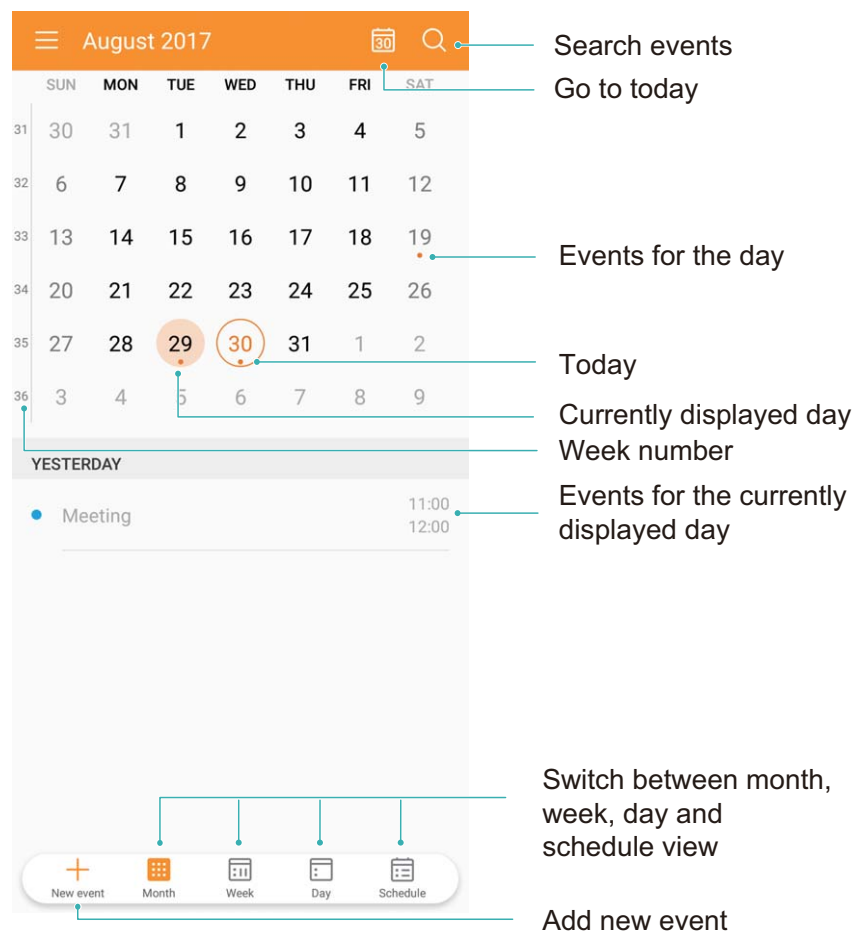 August 2017
30
Search events
Go to today
SUN MON TUE WED THU FRI SAT
31 30 31 1 2 3 4 5
32 6 7 8 9 10 11 12
33 13 14 15 16 17 18 19
Events for the day
34 20 21 22 23 24 25 26
35 27 28 29 30 31 1 2
Today
36 3 4 5 6 7 8 9
Currently displayed day
Week number
YESTERDAY
Meeting
11:00
12:00
Events for the currently
displayed day
Switch between month,
week, day and
schedule view
New event Month Week Day Schedule
Add new event